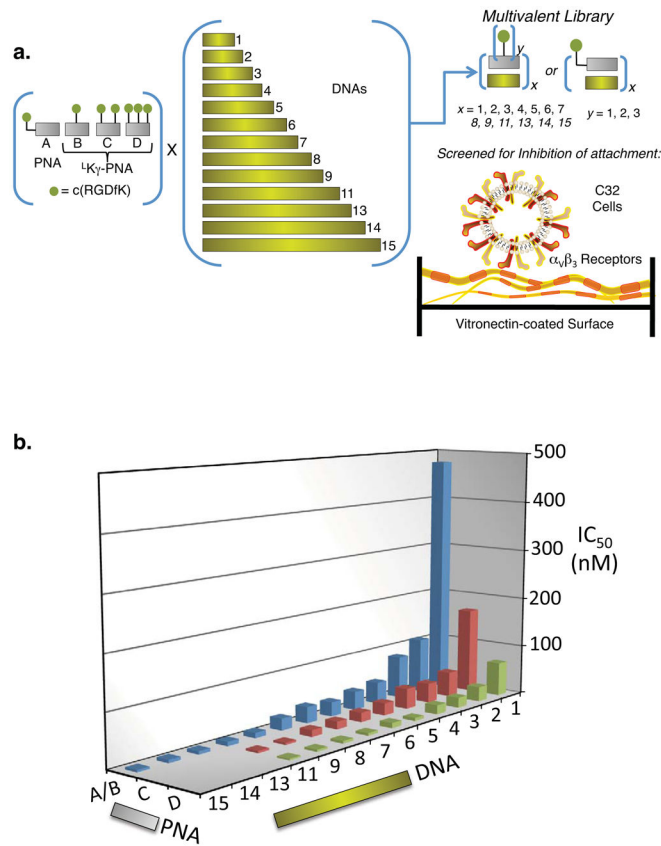 a.
A B C D
PNA
ᴸKγ-PNA
= c(RGDfK)
X
1
2
3
4
5
6
7
8
9
11
13
14
15
DNAs
Multivalent Library
y
x
or
x
x = 1, 2, 3, 4, 5, 6, 7
8, 9, 11, 13, 14, 15
y = 1, 2, 3
Screened for Inhibition of attachment:
C32
Cells
αVβ3 Receptors
Vitronectin-coated Surface
b.
500
400
300
200
100
IC50
(nM)
A/B
C
D
15
14
13
11
9
8
7
6
5
4
3
2
1
PNA
DNA